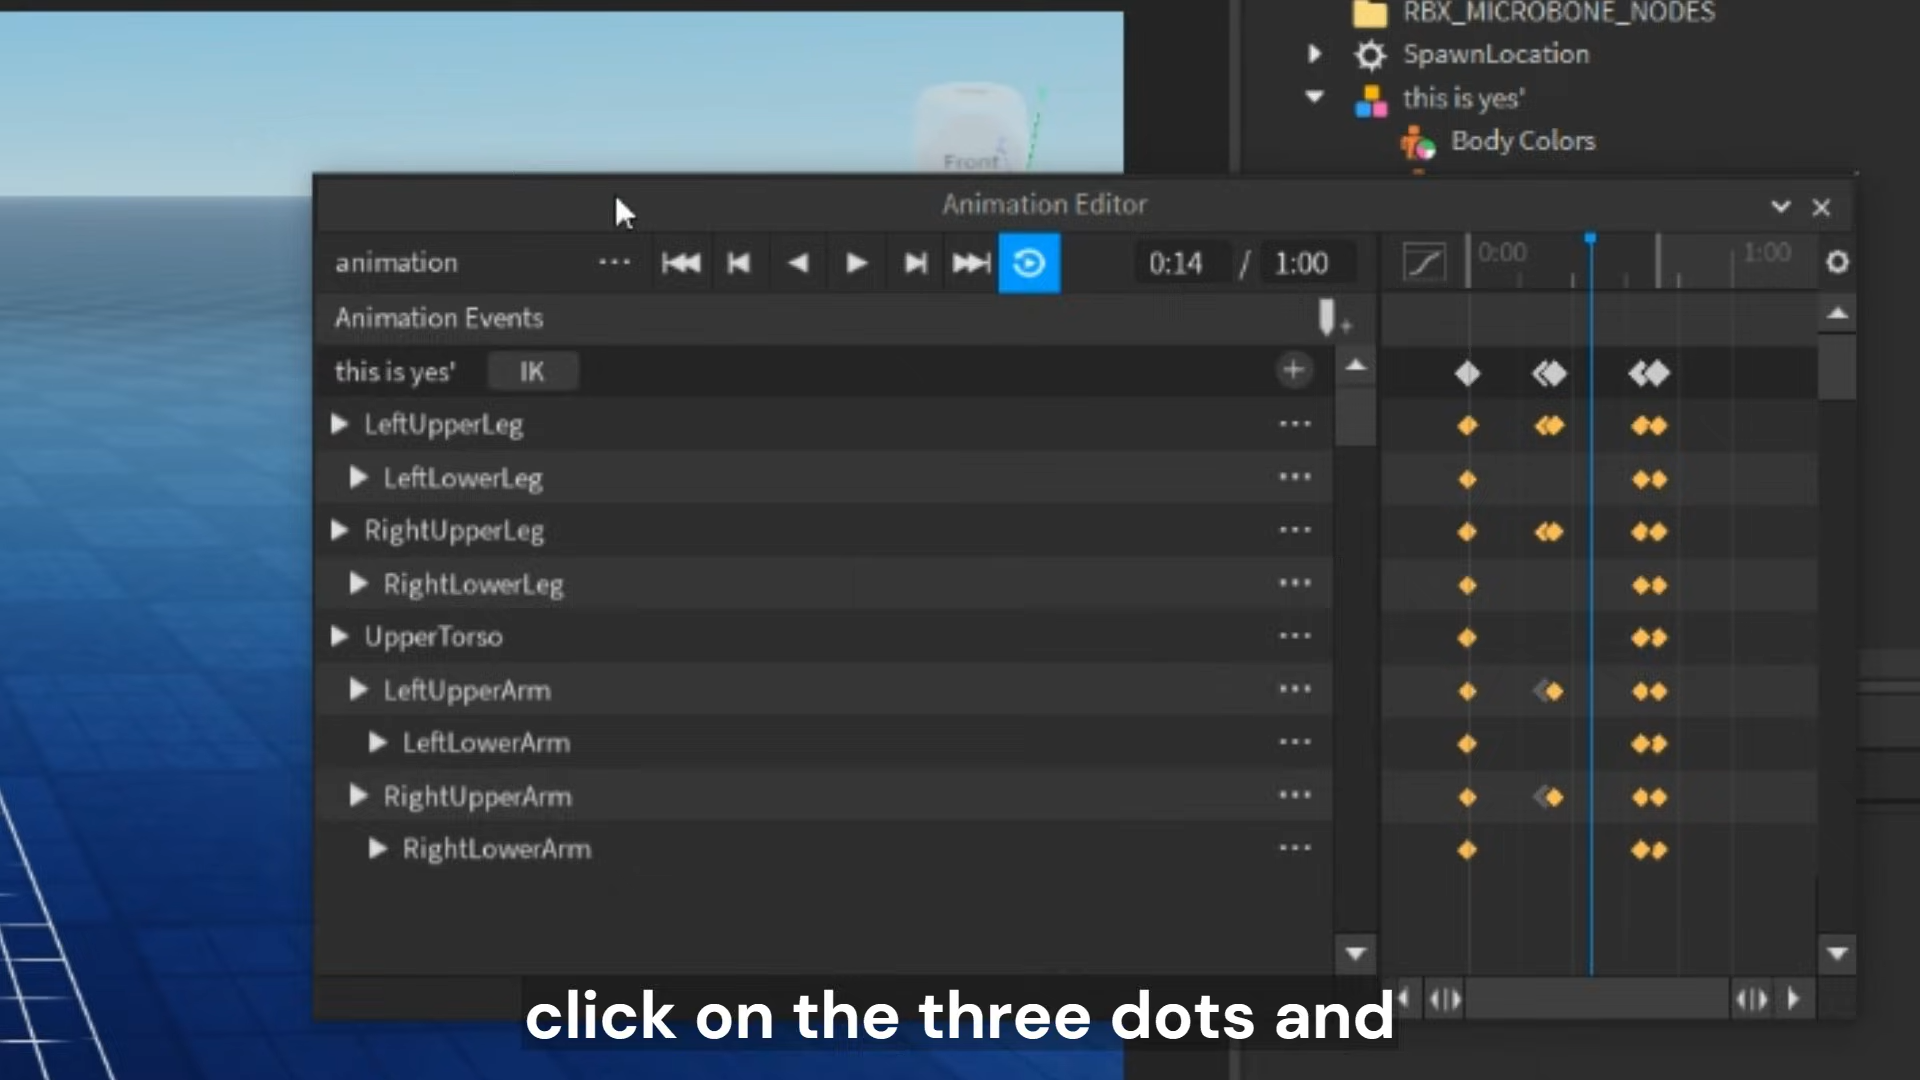 RBX_MICROBONE_NODES
SpawnLocation
this is yes'
Body Colors
Front
Animation Editor
animation ... 0:14 / 1:00 0:00 1:00
Animation Events
this is yes' IK
LeftUpperLeg
LeftLowerLeg
RightUpperLeg
RightLowerLeg
UpperTorso
LeftUpperArm
LeftLowerArm
RightUpperArm
RightLowerArm
click on the three dots and